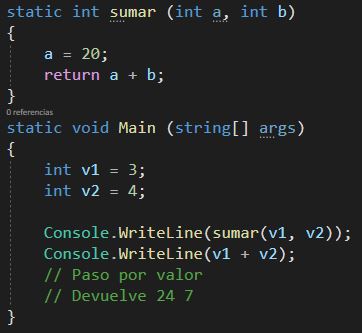 static int sumar (int a, int b)
{
    a = 20;
    return a + b;
}
0 referencias
static void Main (string[] args)
{
    int v1 = 3;
    int v2 = 4;

    Console.WriteLine(sumar(v1, v2));
    Console.WriteLine(v1 + v2);
    // Paso por valor
    // Devuelve 24 7
}